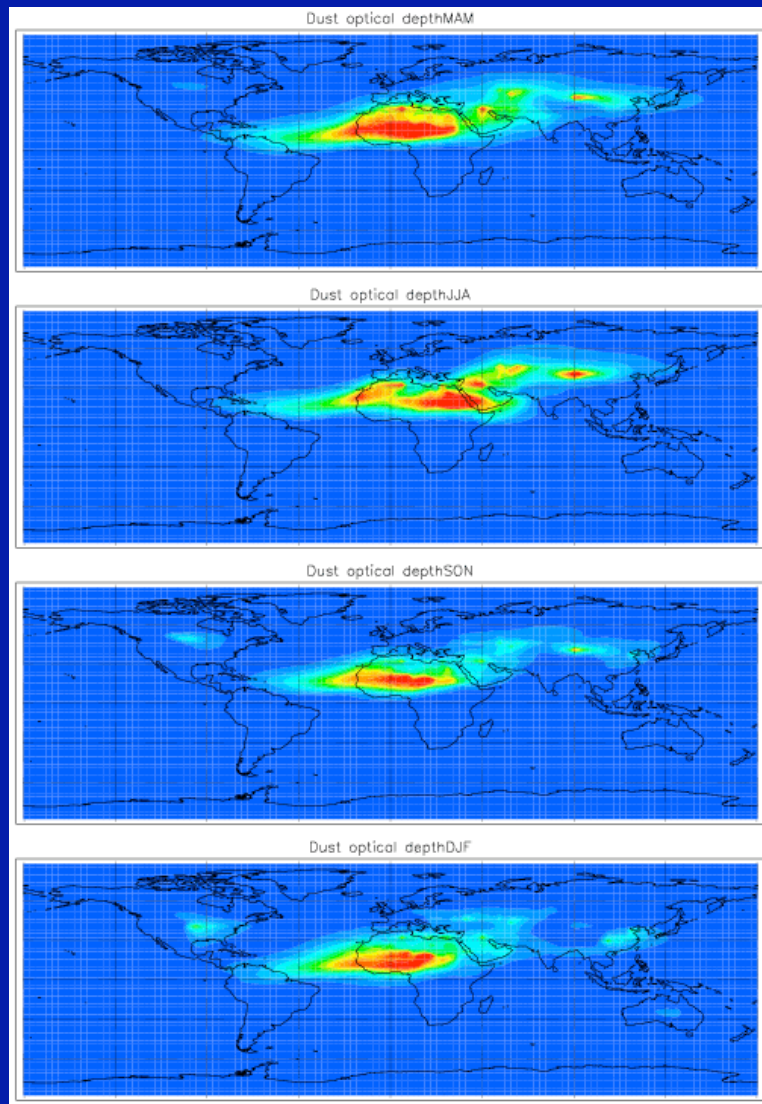 Dust optical depthMAM
Dust optical depthJJA
Dust optical depthSON
Dust optical depthDJF